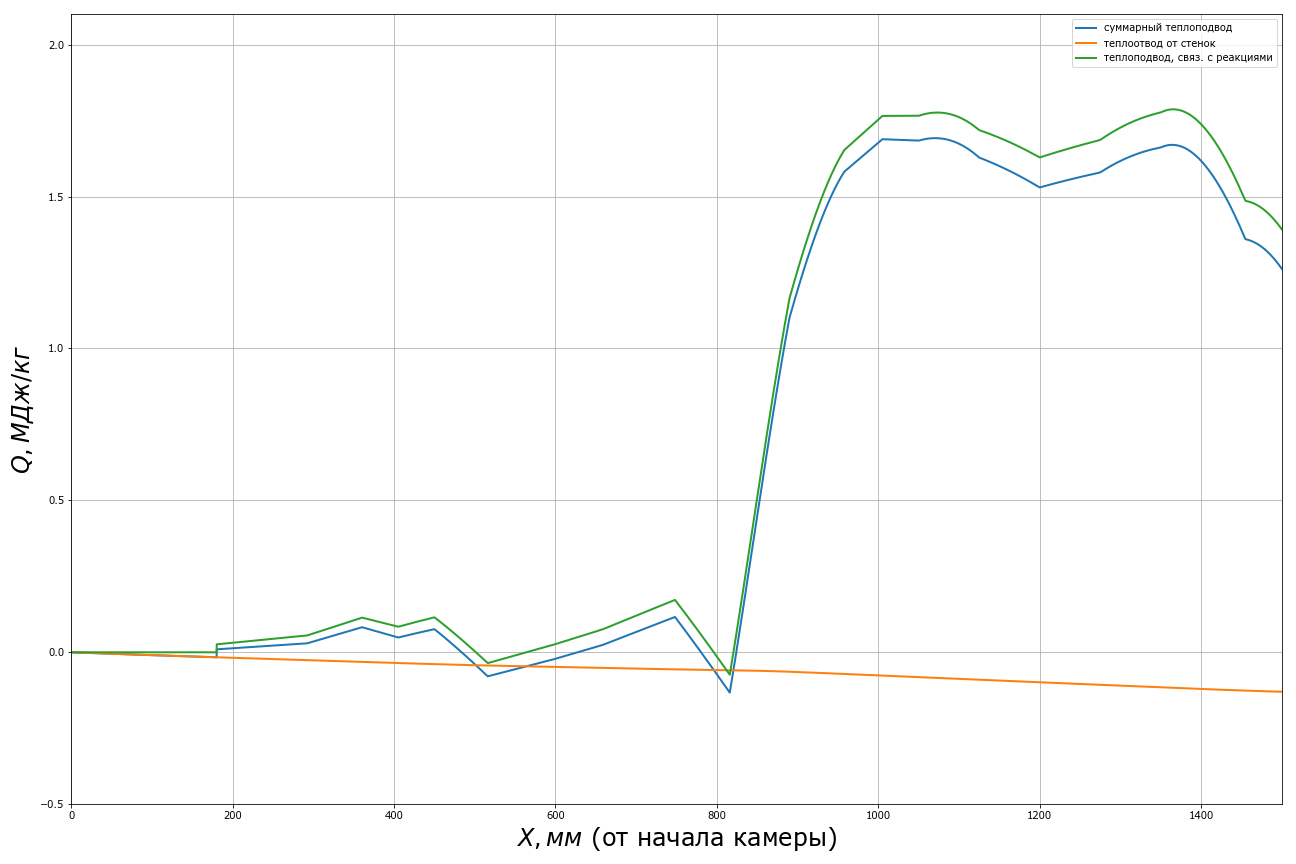 суммарный теплоподвод
теплоотвод от стенок
теплоподвод, связ. с реакциями
2.0
1.5
1.0
0.5
0.0
−0.5
Q, МДж/кг
0 200 400 600 800 1000 1200 1400
X, мм (от начала камеры)